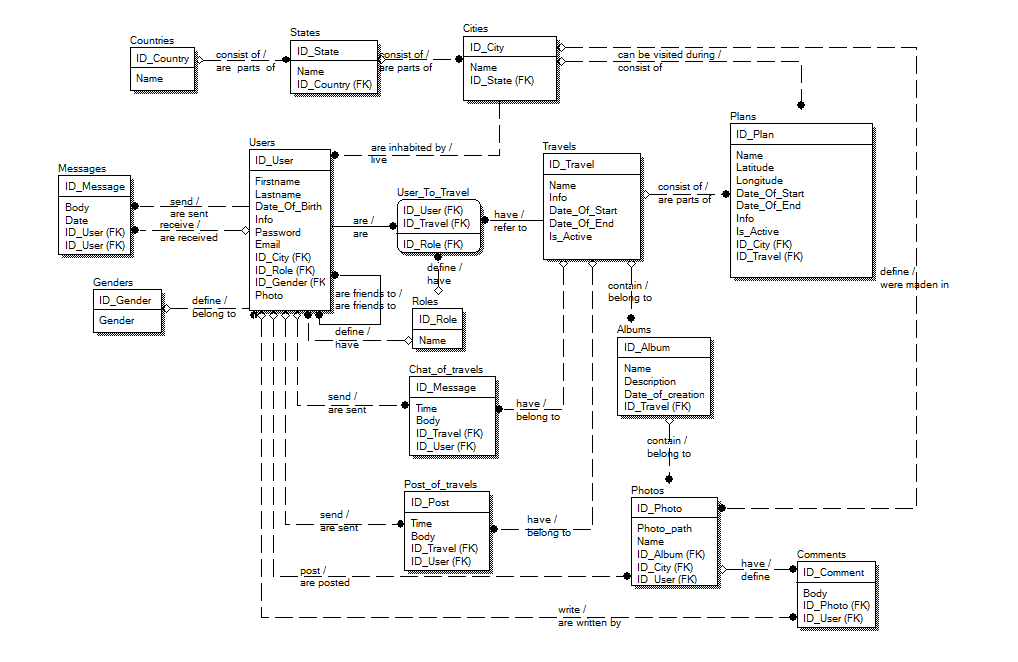 Countries
ID_Country
Name
consist of /
are parts of
States
ID_State
Name
ID_Country (FK)
consist of /
are parts of
Cities
ID_City
Name
ID_State (FK)
can be visited during /
consist of
Plans
ID_Plan
Name
Latitude
Longitude
Date_Of_Start
Date_Of_End
Info
Is_Active
ID_City (FK)
ID_Travel (FK)
are inhabited by /
live
Users
ID_User
Firstname
Lastname
Date_Of_Birth
Info
Password
Email
ID_City (FK)
ID_Role (FK)
ID_Gender (FK
Photo
Messages
ID_Message
Body
Date
ID_User (FK)
ID_User (FK)
send /
are sent
receive /
are received
Genders
ID_Gender
Gender
define /
belong to
are /
are
User_To_Travel
ID_User (FK)
ID_Travel (FK)
ID_Role (FK)
have /
refer to
Travels
ID_Travel
Name
Info
Date_Of_Start
Date_Of_End
Is_Active
consist of /
are parts of
define /
were maden in
define /
have
are friends to /
are friends to
Roles
ID_Role
Name
define /
have
contain /
belong to
Albums
ID_Album
Name
Description
Date_of_creation
ID_Travel (FK)
Chat_of_travels
ID_Message
Time
Body
ID_Travel (FK)
ID_User (FK)
send /
are sent
have /
belong to
contain /
belong to
Post_of_travels
ID_Post
Time
Body
ID_Travel (FK)
ID_User (FK)
send /
are sent
have /
belong to
Photos
ID_Photo
Photo_path
Name
ID_Album (FK)
ID_City (FK)
ID_User (FK)
post /
are posted
have /
define
Comments
ID_Comment
Body
ID_Photo (FK)
ID_User (FK)
write /
are written by